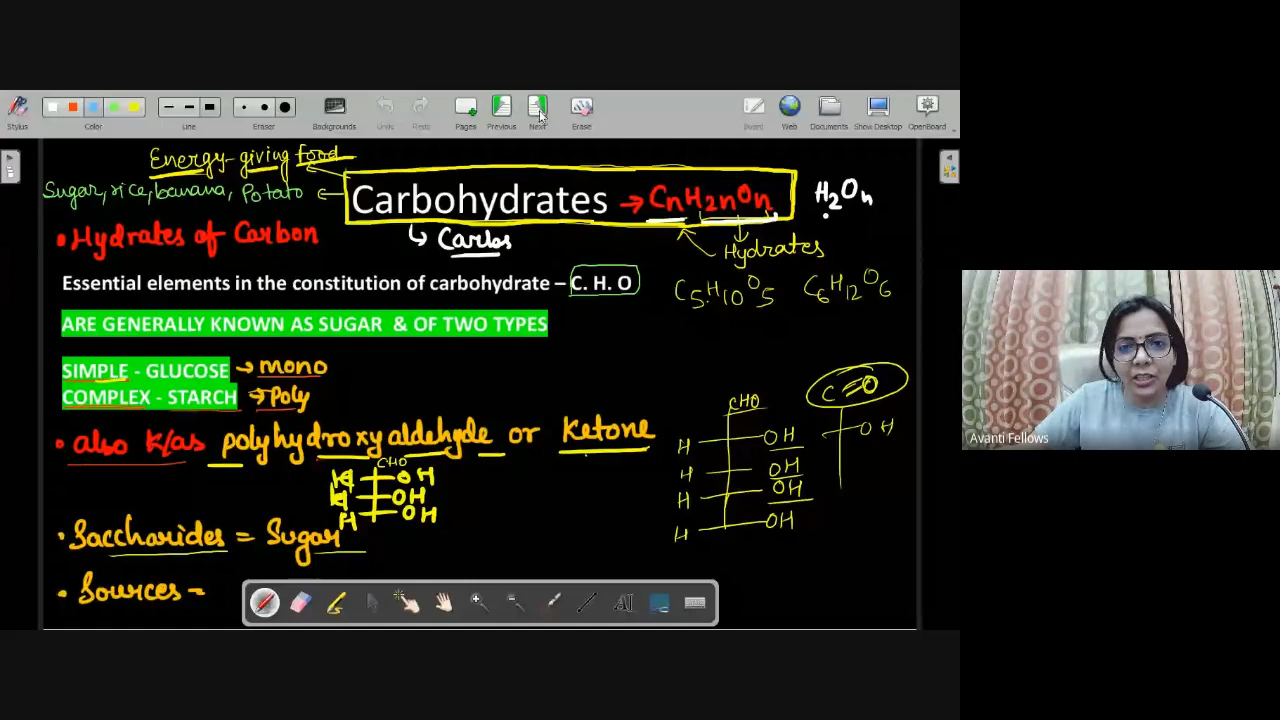 Stylus Color Line Eraser Backgrounds Undo Redo Pages Previous Next Erase Board Web Documents Show Desktop OpenBoard
Energy-giving food
Sugar, rice, banana, Potato
Carbohydrates → CnH2nOn
H2On
• Hydrates of Carbon
Carbs
Hydrates
Essential elements in the constitution of carbohydrate – C. H. O
C5H10O5 C6H12O6
ARE GENERALLY KNOWN AS SUGAR & OF TWO TYPES
SIMPLE - GLUCOSE → mono
COMPLEX - STARCH → Poly
• also k/as polyhydroxy aldehyde or Ketone
CHO
H OH
H OH
H OH
CHO
H OH
H OH
H OH
H OH
C=O
OH
Avanti Fellows
• Saccharides = Sugar
• Sources =